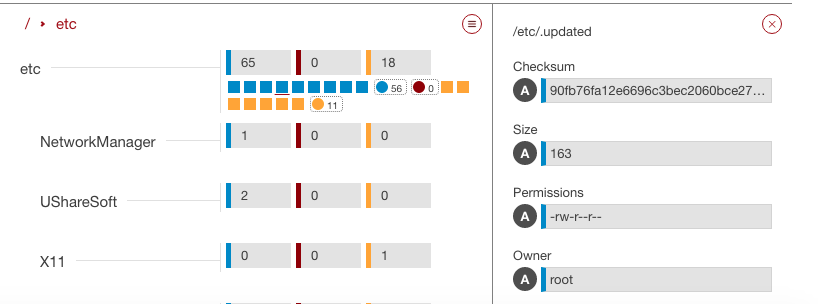 / etc
etc
65 0 18
56 0
11
NetworkManager
1 0 0
UShareSoft
2 0 0
X11
0 0 1
/etc/.updated
Checksum
A 90fb76fa12e6696c3bec2060bce27...
Size
A 163
Permissions
A -rw-r--r--
Owner
A root